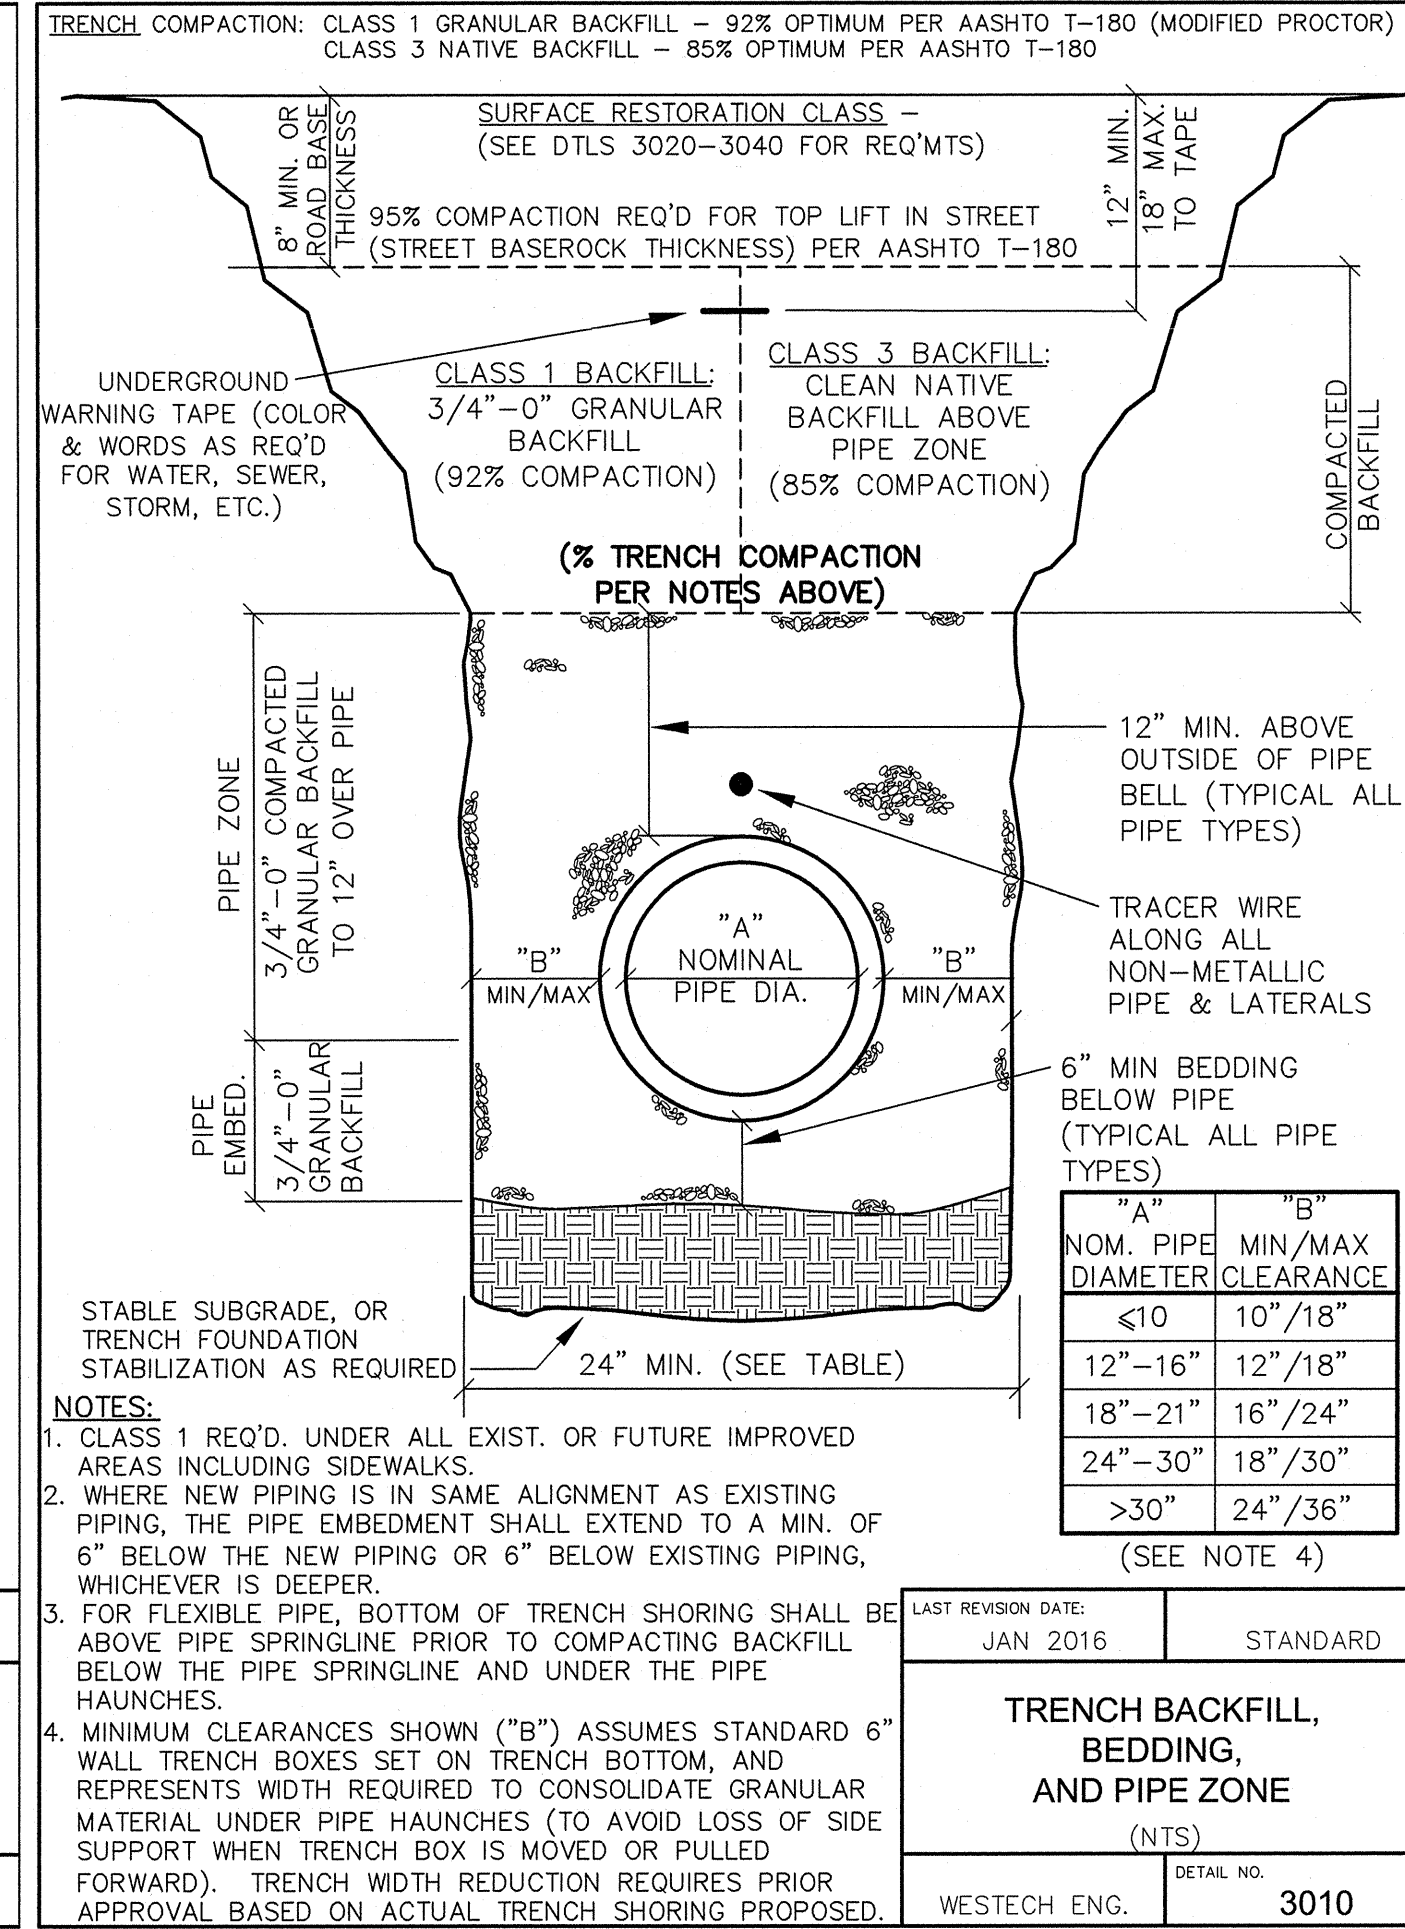 TRENCH COMPACTION: CLASS 1 GRANULAR BACKFILL – 92% OPTIMUM PER AASHTO T–180 (MODIFIED PROCTOR)
CLASS 3 NATIVE BACKFILL – 85% OPTIMUM PER AASHTO T–180
8" MIN. OR
ROAD BASE
THICKNESS
SURFACE RESTORATION CLASS –
(SEE DTLS 3020–3040 FOR REQ'MTS)
12" MIN.
18" MAX.
TO TAPE
95% COMPACTION REQ'D FOR TOP LIFT IN STREET
(STREET BASEROCK THICKNESS) PER AASHTO T–180
UNDERGROUND
WARNING TAPE (COLOR
& WORDS AS REQ'D
FOR WATER, SEWER,
STORM, ETC.)
CLASS 1 BACKFILL:
3/4"–0" GRANULAR
BACKFILL
(92% COMPACTION)
CLASS 3 BACKFILL:
CLEAN NATIVE
BACKFILL ABOVE
PIPE ZONE
(85% COMPACTION)
COMPACTED
BACKFILL
(% TRENCH COMPACTION
PER NOTES ABOVE)
PIPE ZONE
3/4"–0" COMPACTED
GRANULAR BACKFILL
TO 12" OVER PIPE
12" MIN. ABOVE
OUTSIDE OF PIPE
BELL (TYPICAL ALL
PIPE TYPES)
TRACER WIRE
ALONG ALL
NON–METALLIC
PIPE & LATERALS
"B"
MIN/MAX
"A"
NOMINAL
PIPE DIA.
"B"
MIN/MAX
PIPE
EMBED.
3/4"–0"
GRANULAR
BACKFILL
6" MIN BEDDING
BELOW PIPE
(TYPICAL ALL PIPE
TYPES)
STABLE SUBGRADE, OR
TRENCH FOUNDATION
STABILIZATION AS REQUIRED
24" MIN. (SEE TABLE)
"A" "B"
NOM. PIPE MIN/MAX
DIAMETER CLEARANCE
⩽10 10"/18"
12"–16" 12"/18"
18"–21" 16"/24"
24"–30" 18"/30"
>30" 24"/36"
(SEE NOTE 4)
NOTES:
1. CLASS 1 REQ'D. UNDER ALL EXIST. OR FUTURE IMPROVED
AREAS INCLUDING SIDEWALKS.
2. WHERE NEW PIPING IS IN SAME ALIGNMENT AS EXISTING
PIPING, THE PIPE EMBEDMENT SHALL EXTEND TO A MIN. OF
6" BELOW THE NEW PIPING OR 6" BELOW EXISTING PIPING,
WHICHEVER IS DEEPER.
3. FOR FLEXIBLE PIPE, BOTTOM OF TRENCH SHORING SHALL BE
ABOVE PIPE SPRINGLINE PRIOR TO COMPACTING BACKFILL
BELOW THE PIPE SPRINGLINE AND UNDER THE PIPE
HAUNCHES.
4. MINIMUM CLEARANCES SHOWN ("B") ASSUMES STANDARD 6"
WALL TRENCH BOXES SET ON TRENCH BOTTOM, AND
REPRESENTS WIDTH REQUIRED TO CONSOLIDATE GRANULAR
MATERIAL UNDER PIPE HAUNCHES (TO AVOID LOSS OF SIDE
SUPPORT WHEN TRENCH BOX IS MOVED OR PULLED
FORWARD). TRENCH WIDTH REDUCTION REQUIRES PRIOR
APPROVAL BASED ON ACTUAL TRENCH SHORING PROPOSED.
LAST REVISION DATE:
JAN 2016 STANDARD
TRENCH BACKFILL,
BEDDING,
AND PIPE ZONE
(NTS)
DETAIL NO.
WESTECH ENG. 3010